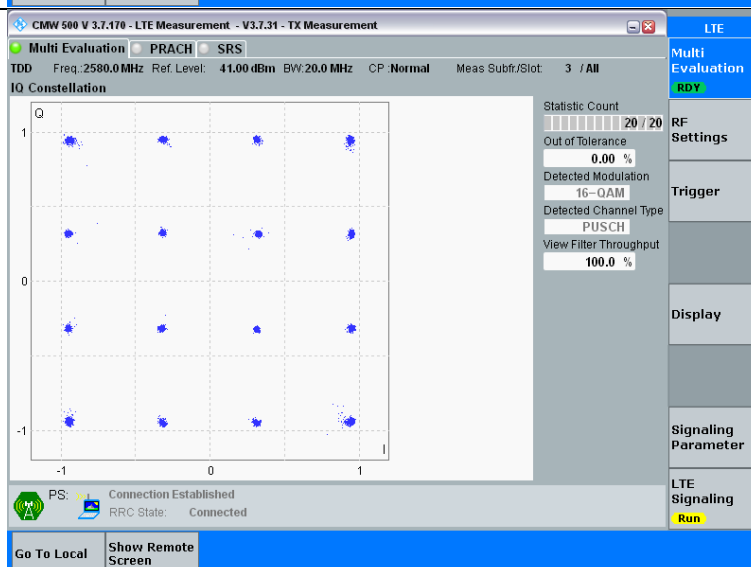 CMW 500 V 3.7.170 - LTE Measurement - V3.7.31 - TX Measurement
LTE
Multi Evaluation PRACH SRS
TDD Freq.:2580.0 MHz Ref. Level: 41.00 dBm BW:20.0 MHz CP :Normal Meas Subfr./Slot: 3 / All
IQ Constellation
Q
1
0
-1
I
-1 0 1
Statistic Count
20 / 20
Out of Tolerance
0.00 %
Detected Modulation
16-QAM
Detected Channel Type
PUSCH
View Filter Throughput
100.0 %
Multi
Evaluation
RDY
RF
Settings
Trigger
Display
Signaling
Parameter
LTE
Signaling
Run
PS: Connection Established
RRC State: Connected
Go To Local
Show Remote
Screen